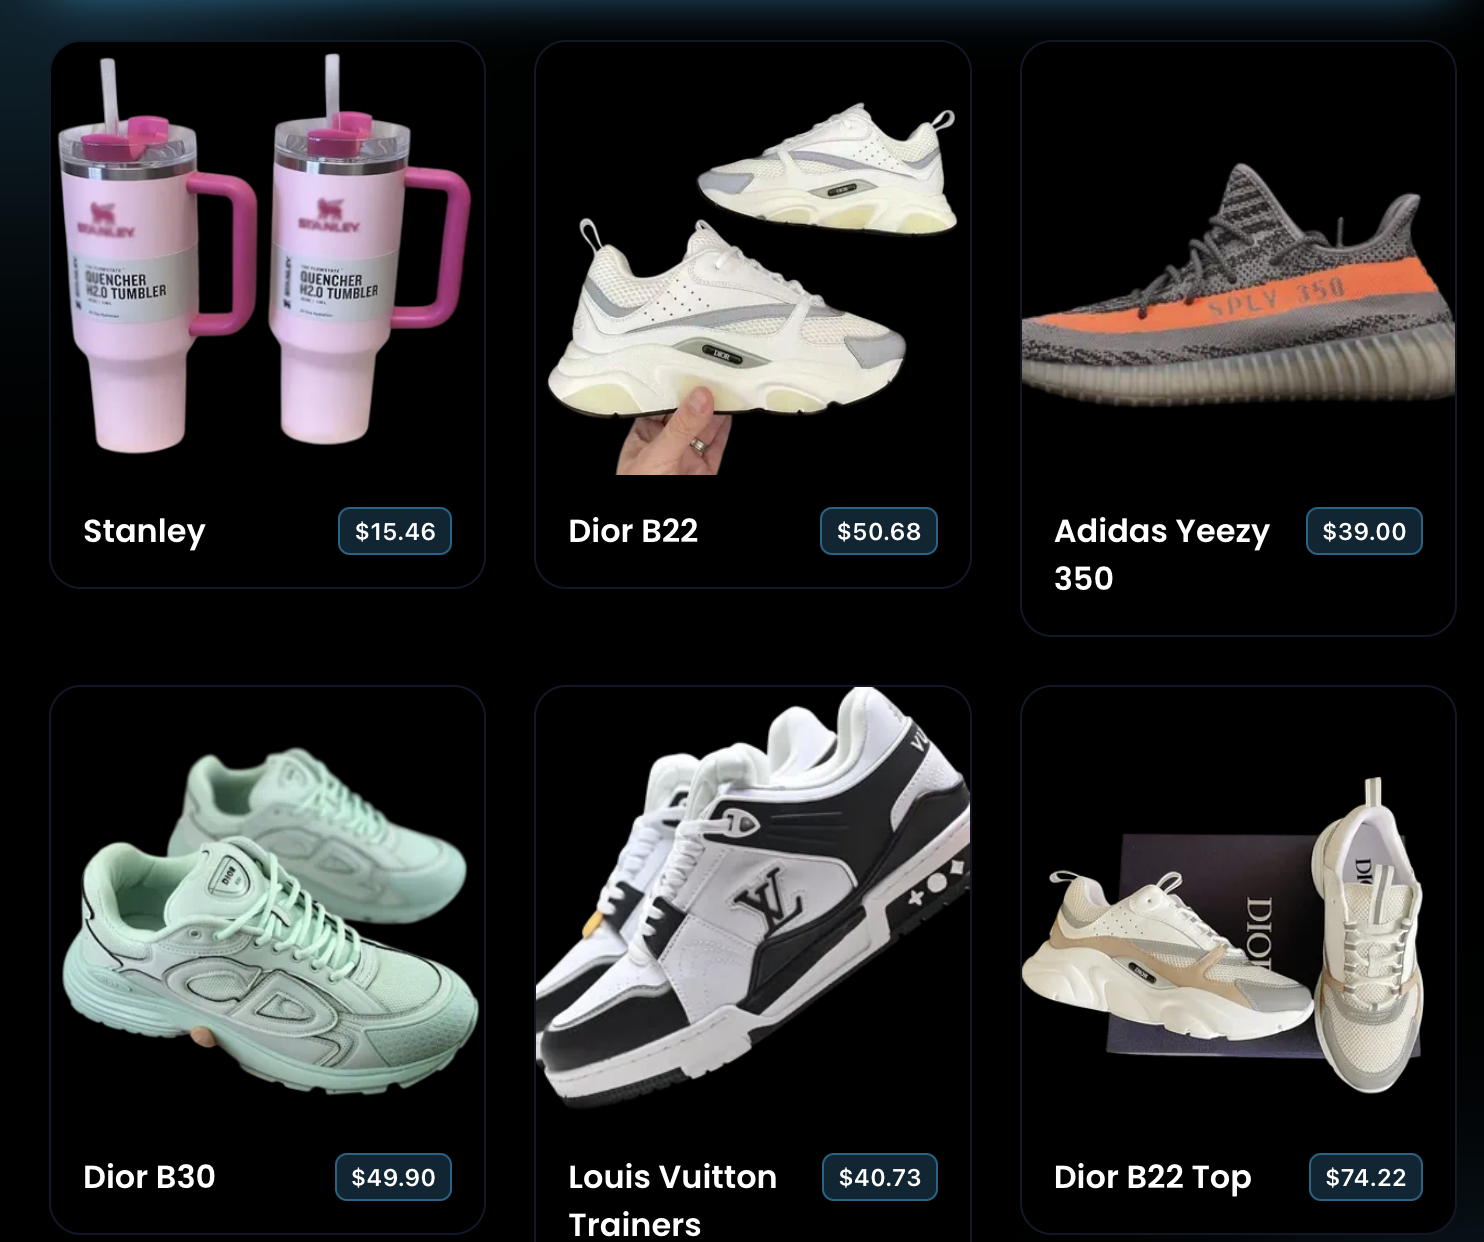 STANLEY
QUENCHER
H2.0 TUMBLER
STANLEY
QUENCHER
H2.0 TUMBLER
DIOR
DIOR
SPLY 350
Stanley
$15.46
Dior B22
$50.68
Adidas Yeezy
350
$39.00
DIOR
LV
DIOR
DIOR
DIOR
Dior B30
$49.90
Louis Vuitton
Trainers
$40.73
Dior B22 Top
$74.22